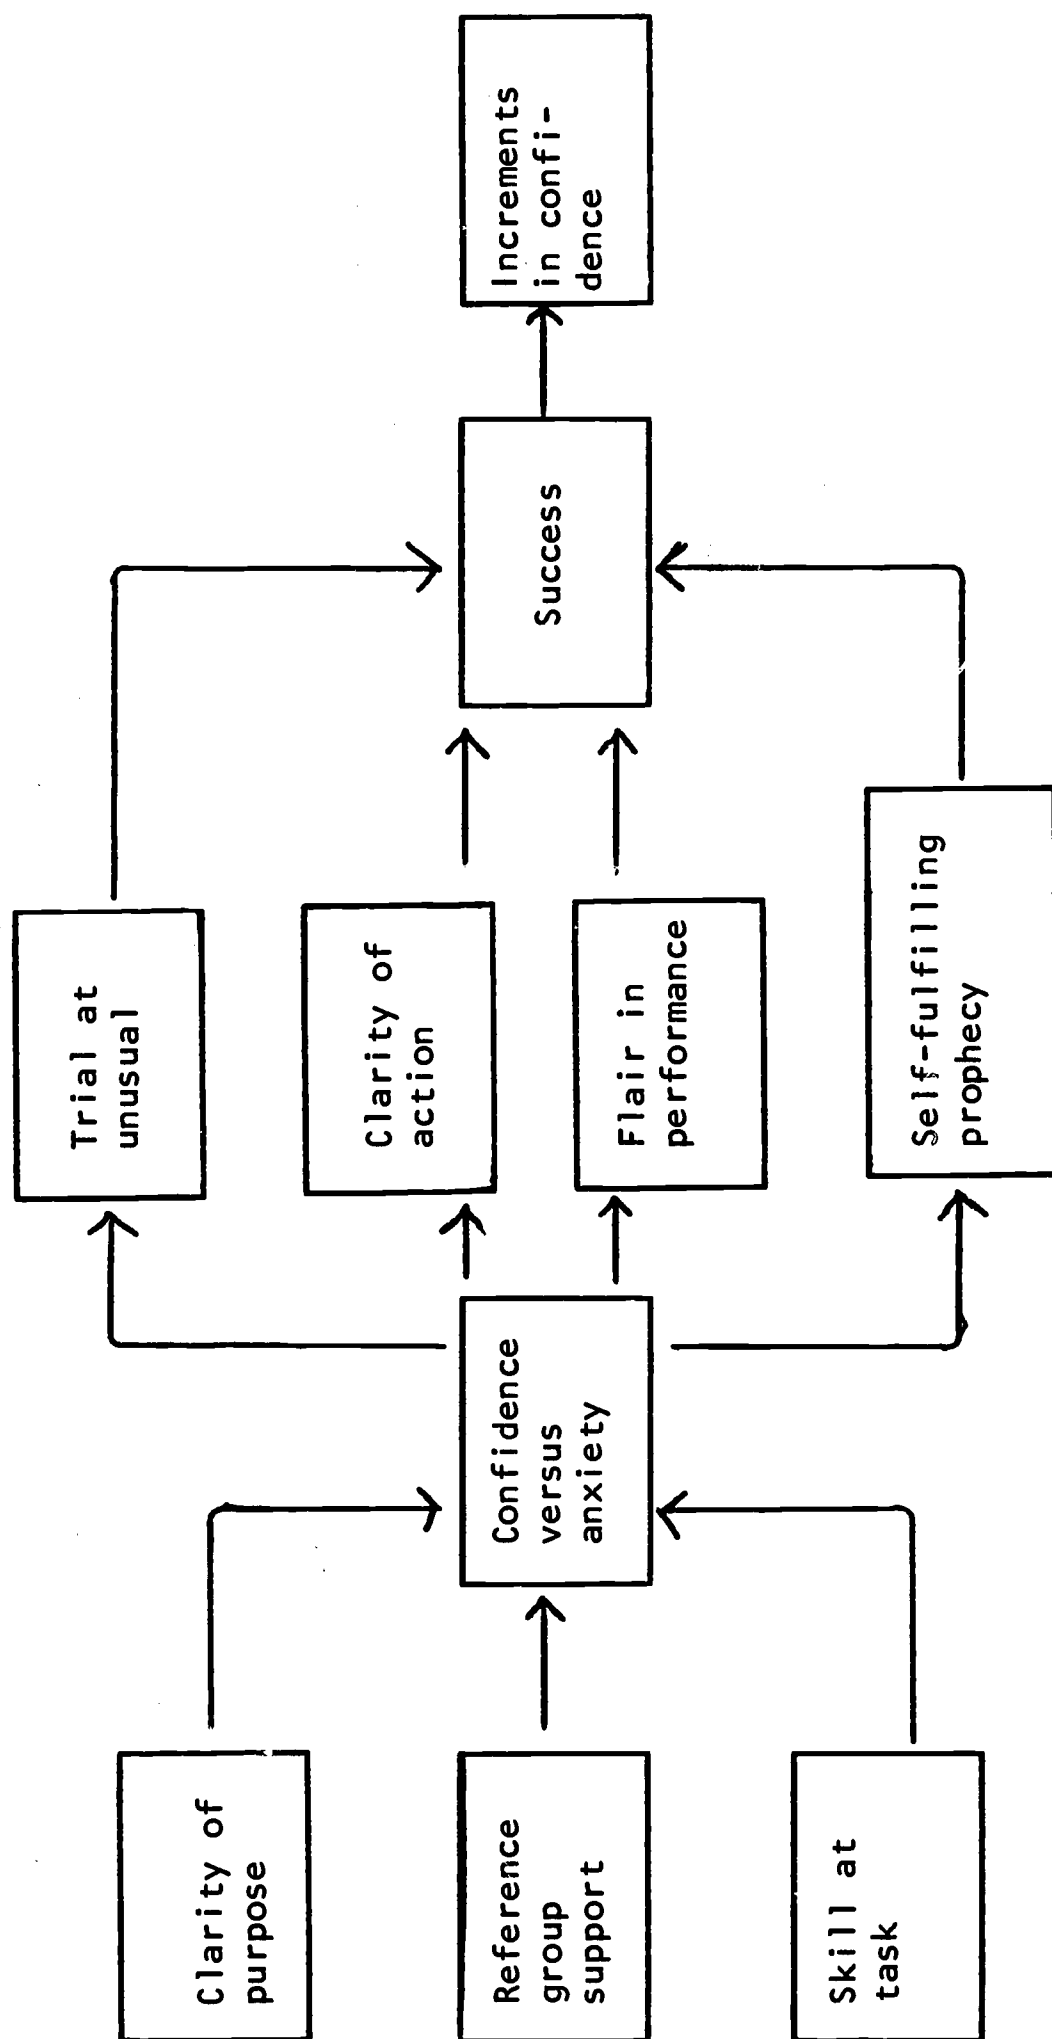 Clarity of
purpose
Reference
group
support
Skill at
task
Confidence
versus
anxiety
Trial at
unusual
Clarity of
action
Flair in
performance
Self-fulfilling
prophecy
Success
Increments
in confi-
dence